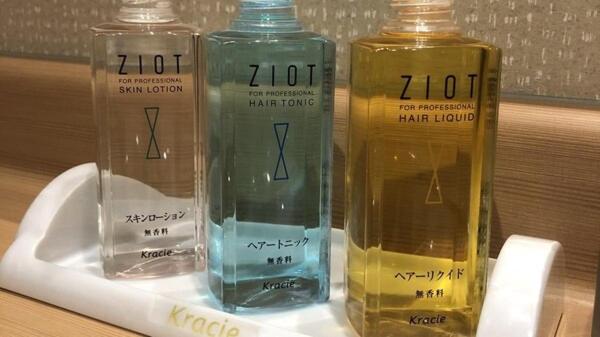 ZIOT
FOR PROFESSIONAL
SKIN LOTION
スキンローション
無香料
Kracie
ZIOT
FOR PROFESSIONAL
HAIR TONIC
ヘアートニック
無香料
Kracie
ZIOT
FOR PROFESSIONAL
HAIR LIQUID
ヘアーリクイド
無香料
Kracie
Kracie